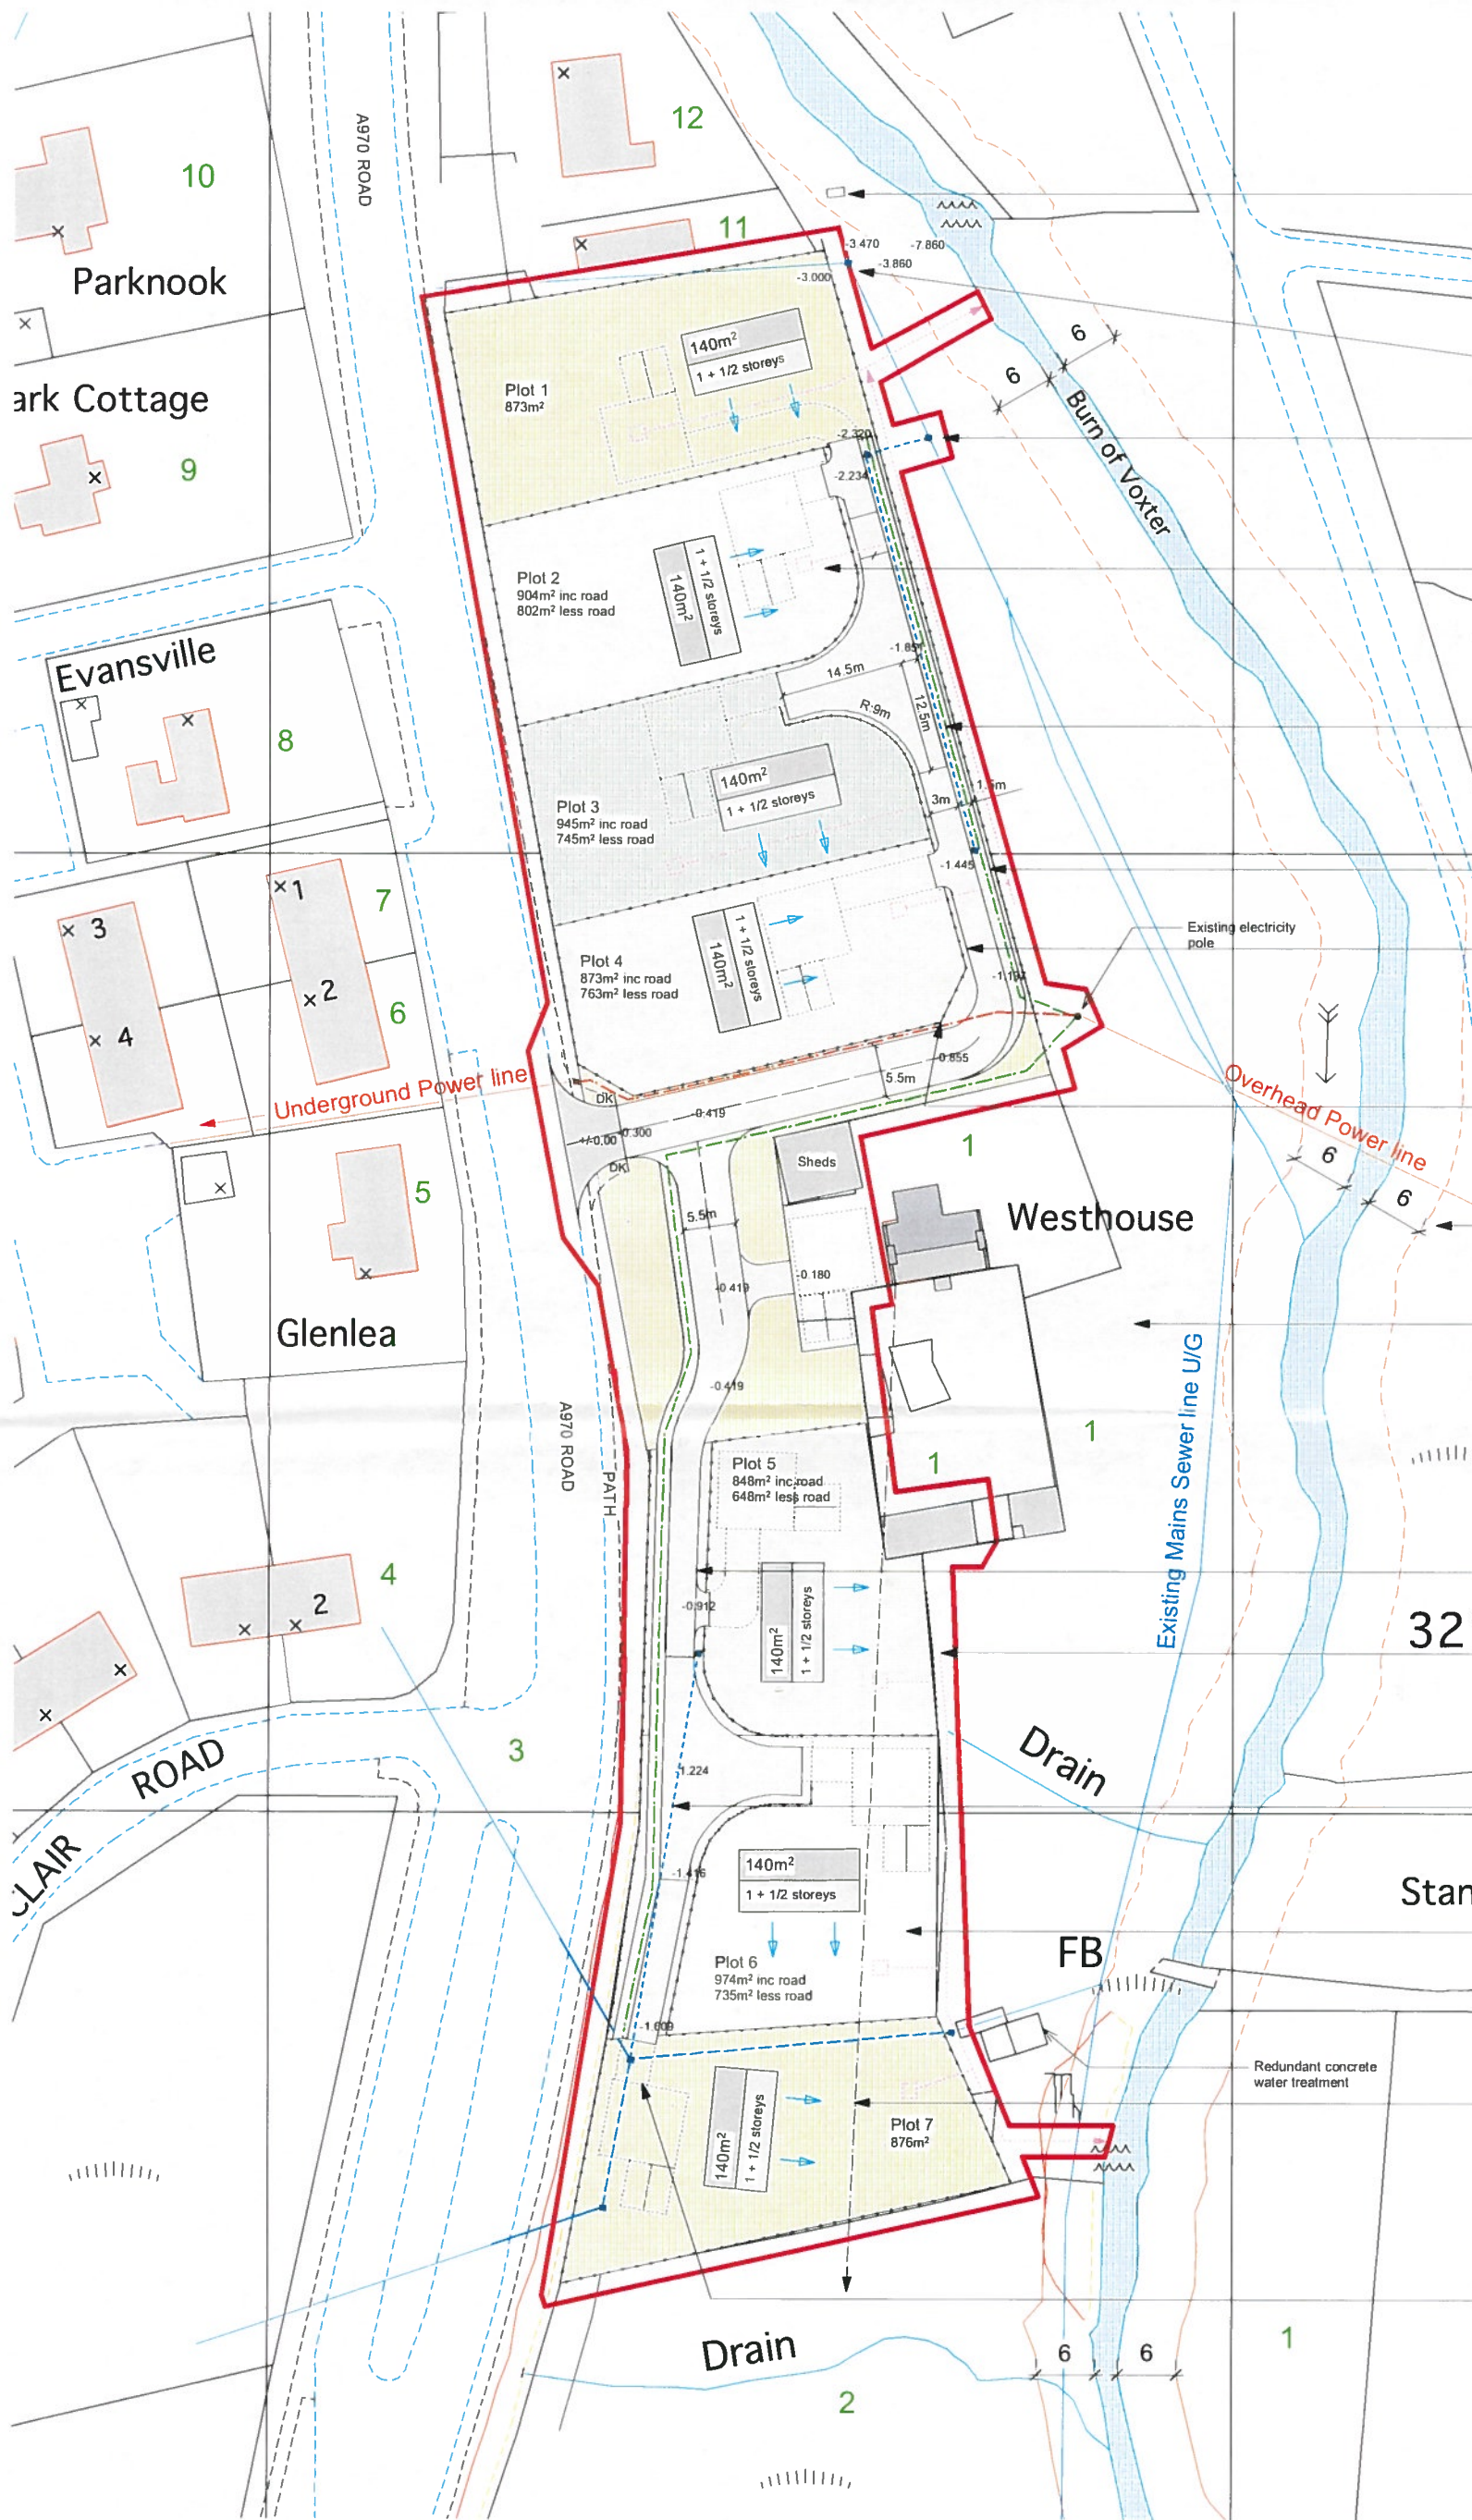 12
A970 ROAD
10
11
-3 470
-7.860
-3.860
-3.000
Parknook
6
6
140m²
1 + 1/2 storeys
Plot 1
873m²
ark Cottage
Burn of Voxter
9
-2.320
-2.234
Plot 2
904m² inc road
802m² less road
140m²
1 + 1/2 storeys
Evansville
14.5m
R-9m
12.5m
8
140m²
1 + 1/2 storeys
Plot 3
945m² inc road
745m² less road
3m
-1.445
1
7
3
Existing electricity
pole
Plot 4
873m² inc road
763m² less road
140m²
1 + 1/2 storeys
2
6
4
-0.855
5.5m
Underground Power line
DK
-0.419
+/-0.00
-0.300
Overhead Power line
DK
Sheds
1
6
6
5
5.5m
Westhouse
-0.180
-0.419
Glenlea
-0.419
Existing Mains Sewer line U/G
A970 ROAD
PATH
1
1
Plot 5
848m² inc road
648m² less road
4
2
140m²
1 + 1/2 storeys
-0.912
32
3
ROAD
Drain
-1.224
CLAIR
-1.416
140m²
1 + 1/2 storeys
Stan
FB
Plot 6
974m² inc road
735m² less road
-1.609
Redundant concrete
water treatment
140m²
1 + 1/2 storeys
Plot 7
876m²
1
Drain
6
6
2